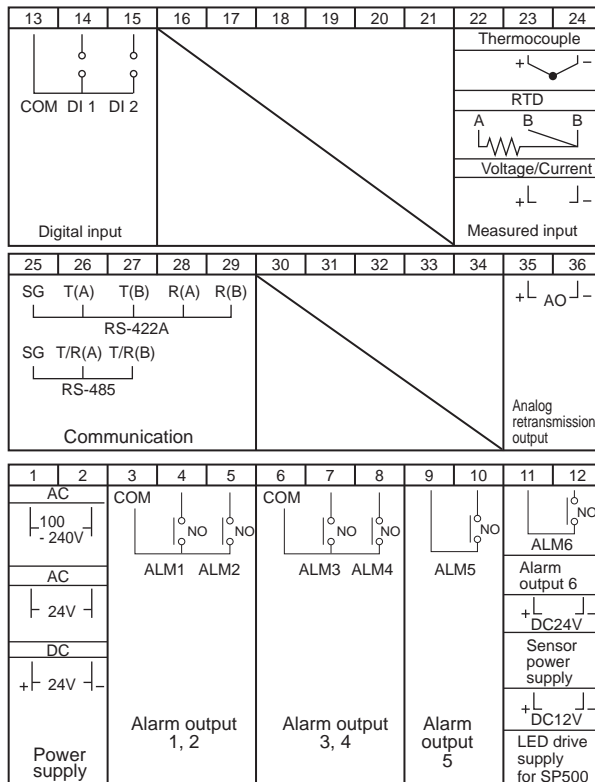 13 14 15 16 17 18 19 20 21 22 23 24
Thermocouple
+ –
RTD
COM DI 1 DI 2
A B B
Voltage/Current
+ –
Digital input
Measured input
25 26 27 28 29 30 31 32 33 34 35 36
SG T(A) T(B) R(A) R(B)
+ AO –
RS-422A
SG T/R(A) T/R(B)
RS-485
Communication
Analog
retransmission
output
1 2 3 4 5 6 7 8 9 10 11 12
AC
COM
COM
100
- 240V
NO NO NO NO NO NO
ALM1 ALM2 ALM3 ALM4 ALM5 ALM6
AC
24V
Alarm
output 6
+ –
DC24V
DC
+ 24V –
Sensor
power
supply
+ –
DC12V
Power
supply
Alarm output
1, 2
Alarm output
3, 4
Alarm
output
5
LED drive
supply
for SP500